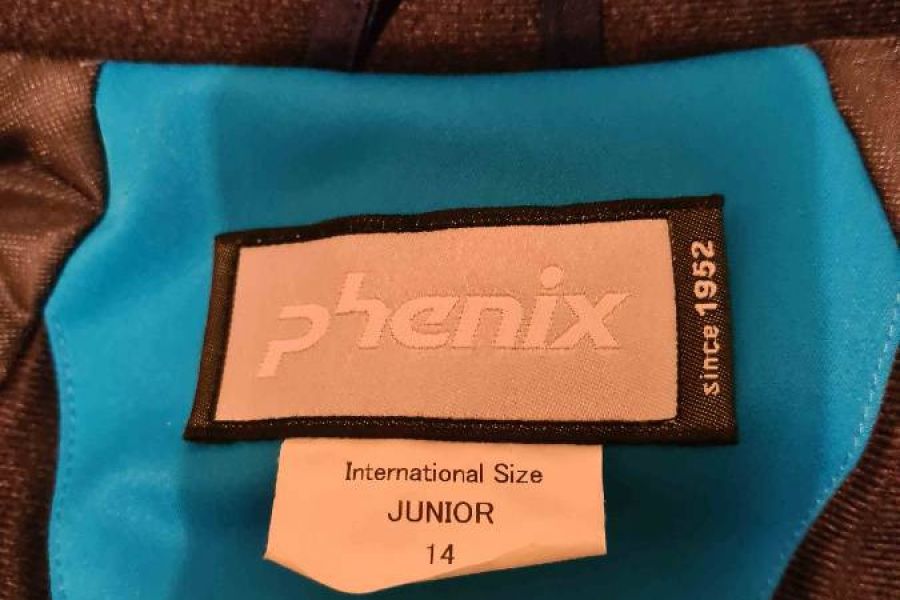 phenix
since 1952
International Size
JUNIOR
14